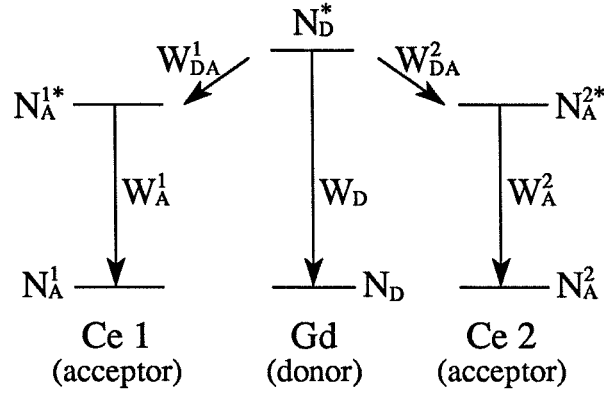 N_D^*
W_DA^1 W_DA^2
N_A^1* N_A^2*
W_A^1 W_D W_A^2
N_A^1 N_D N_A^2
Ce 1 Gd Ce 2
(acceptor) (donor) (acceptor)